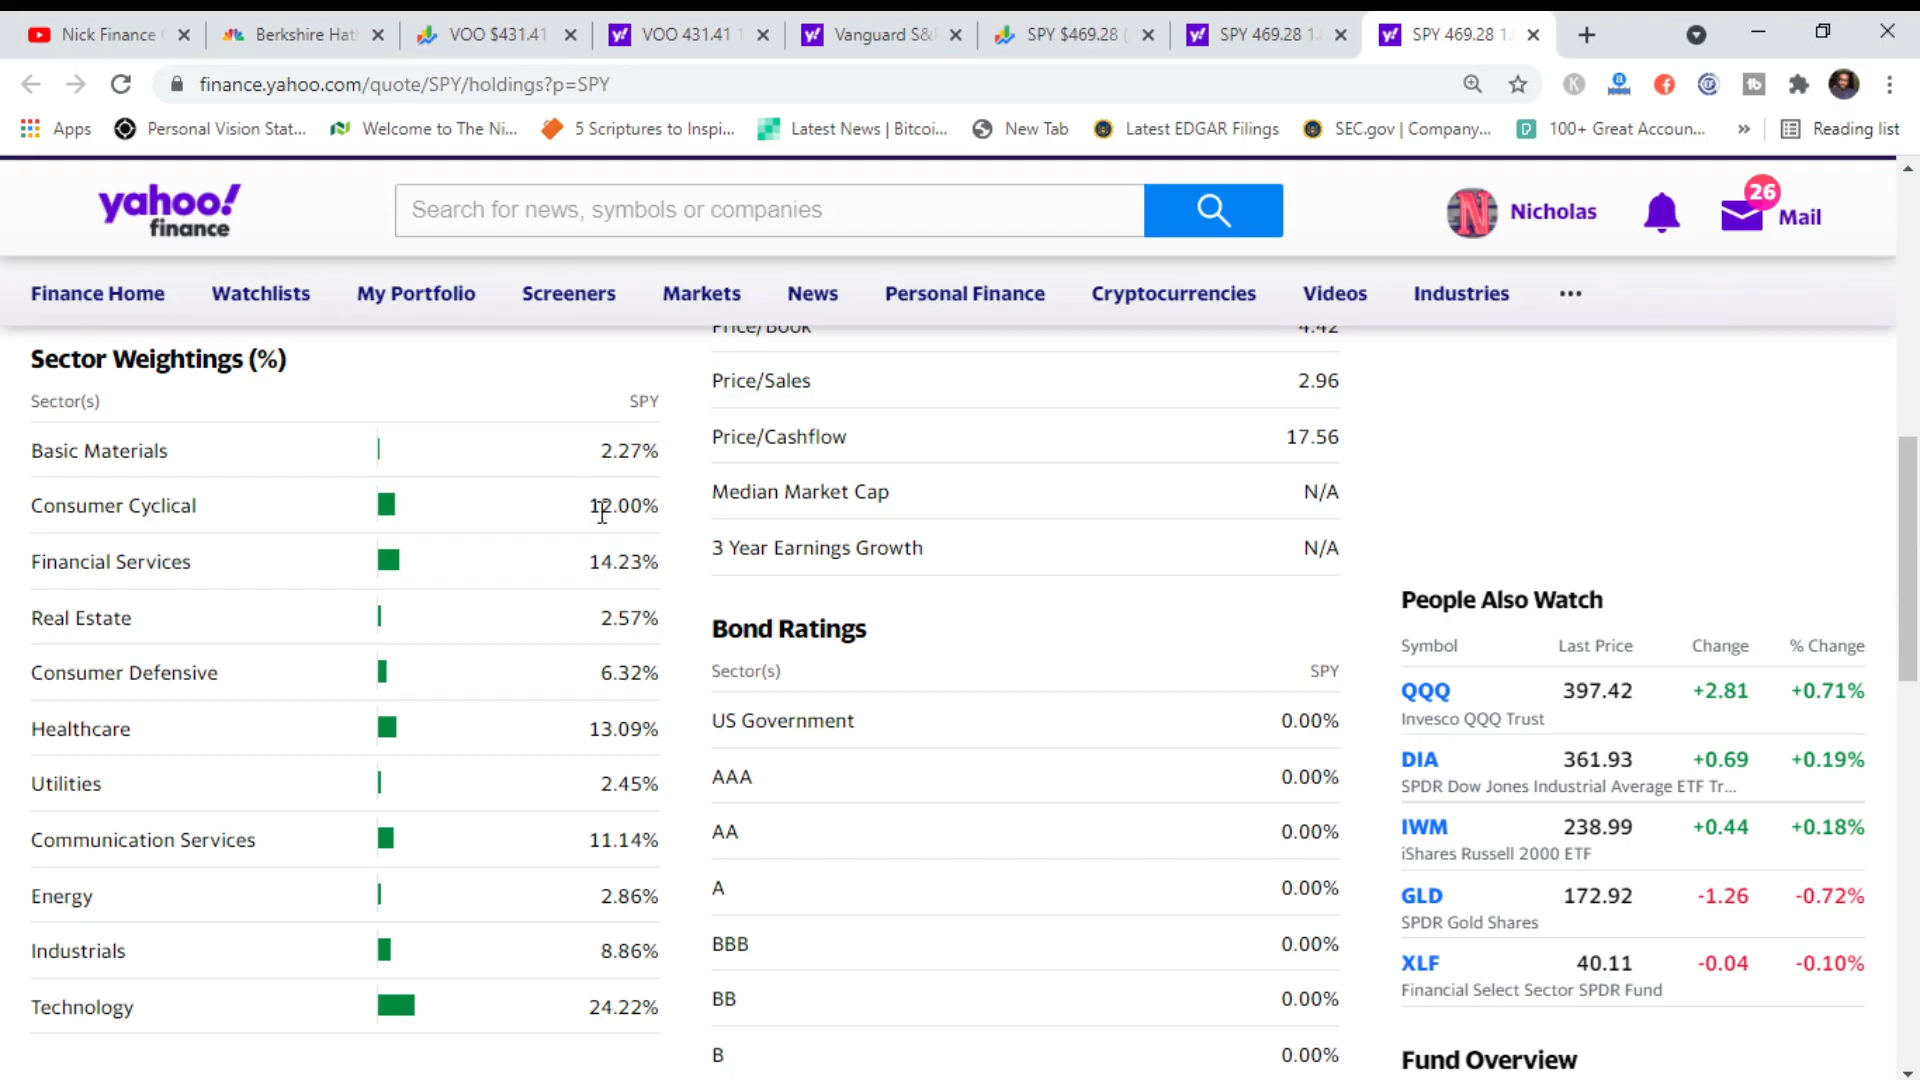 Nick Finance
Berkshire Hat
VOO $431.41
VOO 431.41 1
Vanguard S&
SPY $469.28 (
SPY 469.28 1.
SPY 469.28 1.
finance.yahoo.com/quote/SPY/holdings?p=SPY
Apps
Personal Vision Stat...
Welcome to The Ni...
5 Scriptures to Inspi...
Latest News | Bitcoi...
New Tab
Latest EDGAR Filings
SEC.gov | Company...
100+ Great Accoun...
»
Reading list
yahoo!
finance
Search for news, symbols or companies
N
Nicholas
26
Mail
Finance Home
Watchlists
My Portfolio
Screeners
Markets
News
Personal Finance
Cryptocurrencies
Videos
Industries
...
Sector Weightings (%)
Sector(s) SPY
Basic Materials 2.27%
Consumer Cyclical 12.00%
Financial Services 14.23%
Real Estate 2.57%
Consumer Defensive 6.32%
Healthcare 13.09%
Utilities 2.45%
Communication Services 11.14%
Energy 2.86%
Industrials 8.86%
Technology 24.22%
Price/Book 4.42
Price/Sales 2.96
Price/Cashflow 17.56
Median Market Cap N/A
3 Year Earnings Growth N/A
Bond Ratings
Sector(s) SPY
US Government 0.00%
AAA 0.00%
AA 0.00%
A 0.00%
BBB 0.00%
BB 0.00%
B 0.00%
People Also Watch
Symbol Last Price Change % Change
QQQ 397.42 +2.81 +0.71%
Invesco QQQ Trust
DIA 361.93 +0.69 +0.19%
SPDR Dow Jones Industrial Average ETF Tr...
IWM 238.99 +0.44 +0.18%
iShares Russell 2000 ETF
GLD 172.92 -1.26 -0.72%
SPDR Gold Shares
XLF 40.11 -0.04 -0.10%
Financial Select Sector SPDR Fund
Fund Overview